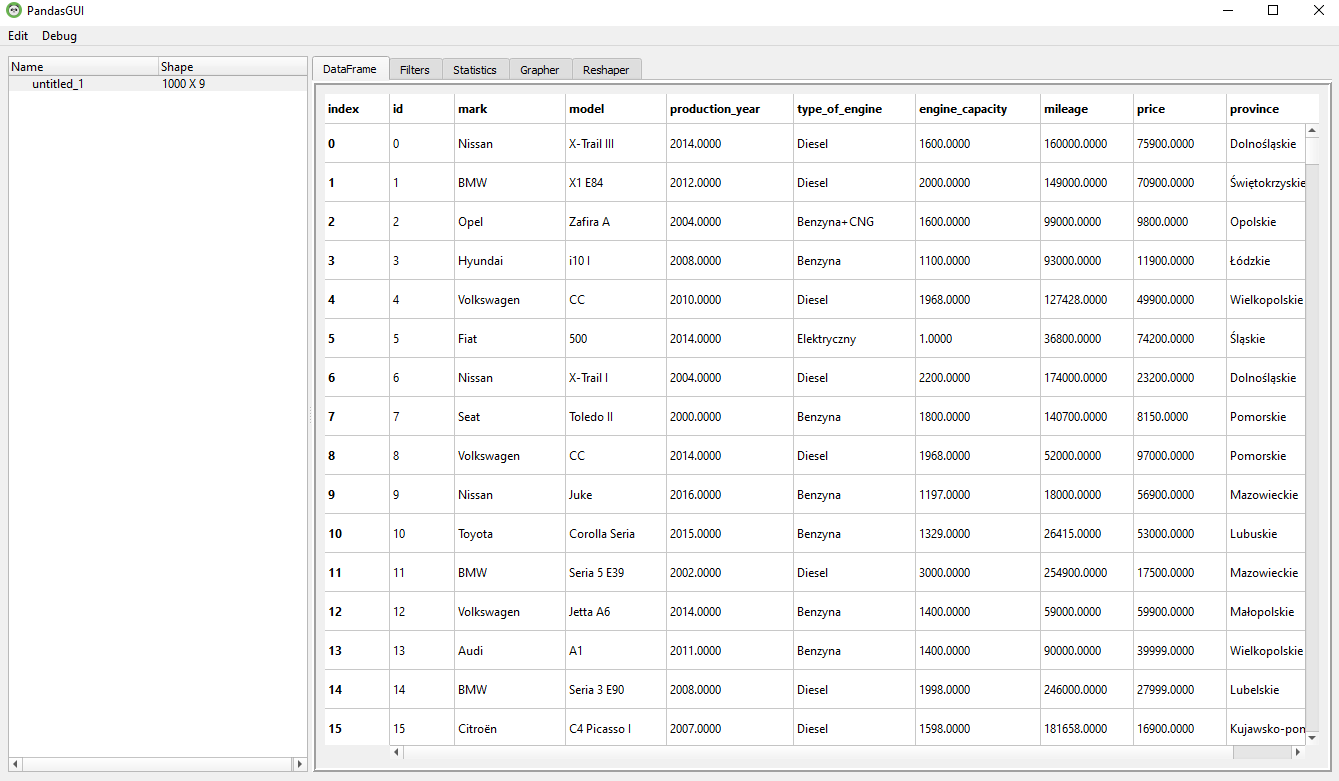 PandasGUI
Edit Debug
Name Shape
untitled_1 1000 X 9
DataFrame Filters Statistics Grapher Reshaper
index id mark model production_year type_of_engine engine_capacity mileage price province
0 0 Nissan X-Trail III 2014.0000 Diesel 1600.0000 160000.0000 75900.0000 Dolnośląskie
1 1 BMW X1 E84 2012.0000 Diesel 2000.0000 149000.0000 70900.0000 Świętokrzyskie
2 2 Opel Zafira A 2004.0000 Benzyna+CNG 1600.0000 99000.0000 9800.0000 Opolskie
3 3 Hyundai i10 I 2008.0000 Benzyna 1100.0000 93000.0000 11900.0000 Łódzkie
4 4 Volkswagen CC 2010.0000 Diesel 1968.0000 127428.0000 49900.0000 Wielkopolskie
5 5 Fiat 500 2014.0000 Elektryczny 1.0000 36800.0000 74200.0000 Śląskie
6 6 Nissan X-Trail I 2004.0000 Diesel 2200.0000 174000.0000 23200.0000 Dolnośląskie
7 7 Seat Toledo II 2000.0000 Benzyna 1800.0000 140700.0000 8150.0000 Pomorskie
8 8 Volkswagen CC 2014.0000 Diesel 1968.0000 52000.0000 97000.0000 Pomorskie
9 9 Nissan Juke 2016.0000 Benzyna 1197.0000 18000.0000 56900.0000 Mazowieckie
10 10 Toyota Corolla Seria 2015.0000 Benzyna 1329.0000 26415.0000 53000.0000 Lubuskie
11 11 BMW Seria 5 E39 2002.0000 Diesel 3000.0000 254900.0000 17500.0000 Mazowieckie
12 12 Volkswagen Jetta A6 2014.0000 Benzyna 1400.0000 59000.0000 59900.0000 Małopolskie
13 13 Audi A1 2011.0000 Benzyna 1400.0000 90000.0000 39999.0000 Wielkopolskie
14 14 BMW Seria 3 E90 2008.0000 Diesel 1998.0000 246000.0000 27999.0000 Lubelskie
15 15 Citroën C4 Picasso I 2007.0000 Diesel 1598.0000 181658.0000 16900.0000 Kujawsko-pon